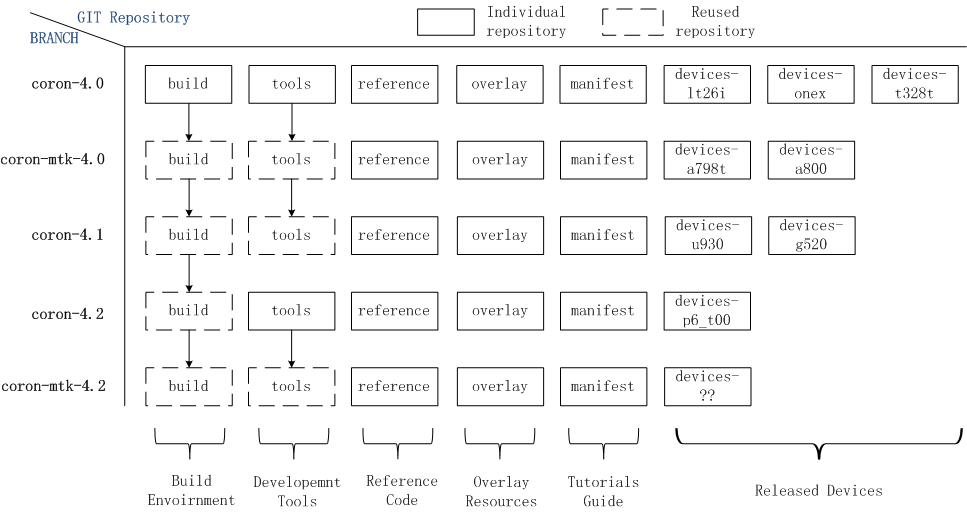 GIT Repository
BRANCH
Individual
repository
Reused
repository
coron-4.0
build
tools
reference
overlay
manifest
devices-
lt26i
devices-
onex
devices-
t328t
coron-mtk-4.0
build
tools
reference
overlay
manifest
devices-
a798t
devices-
a800
coron-4.1
build
tools
reference
overlay
manifest
devices-
u930
devices-
g520
coron-4.2
build
tools
reference
overlay
manifest
devices-
p6_t00
coron-mtk-4.2
build
tools
reference
overlay
manifest
devices-
??
Build
Envoirnment
Developemnt
Tools
Reference
Code
Overlay
Resources
Tutorials
Guide
Released Devices